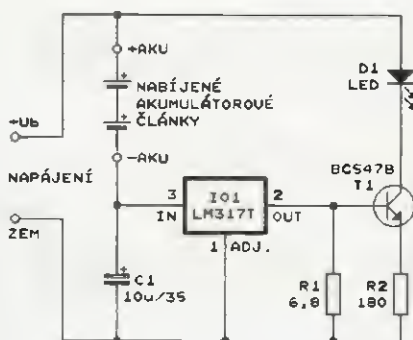 +AKU
D1
LED
NABÍJENÉ
AKUMULÁTOROVÉ
ČLÁNKY
+Ub
-AKU
NAPÁJENÍ
BC547B
T1
3
IO1
2
IN
LM317T
OUT
ZEM
1
ADJ.
C1
10u/35
R1
6,8
R2
180